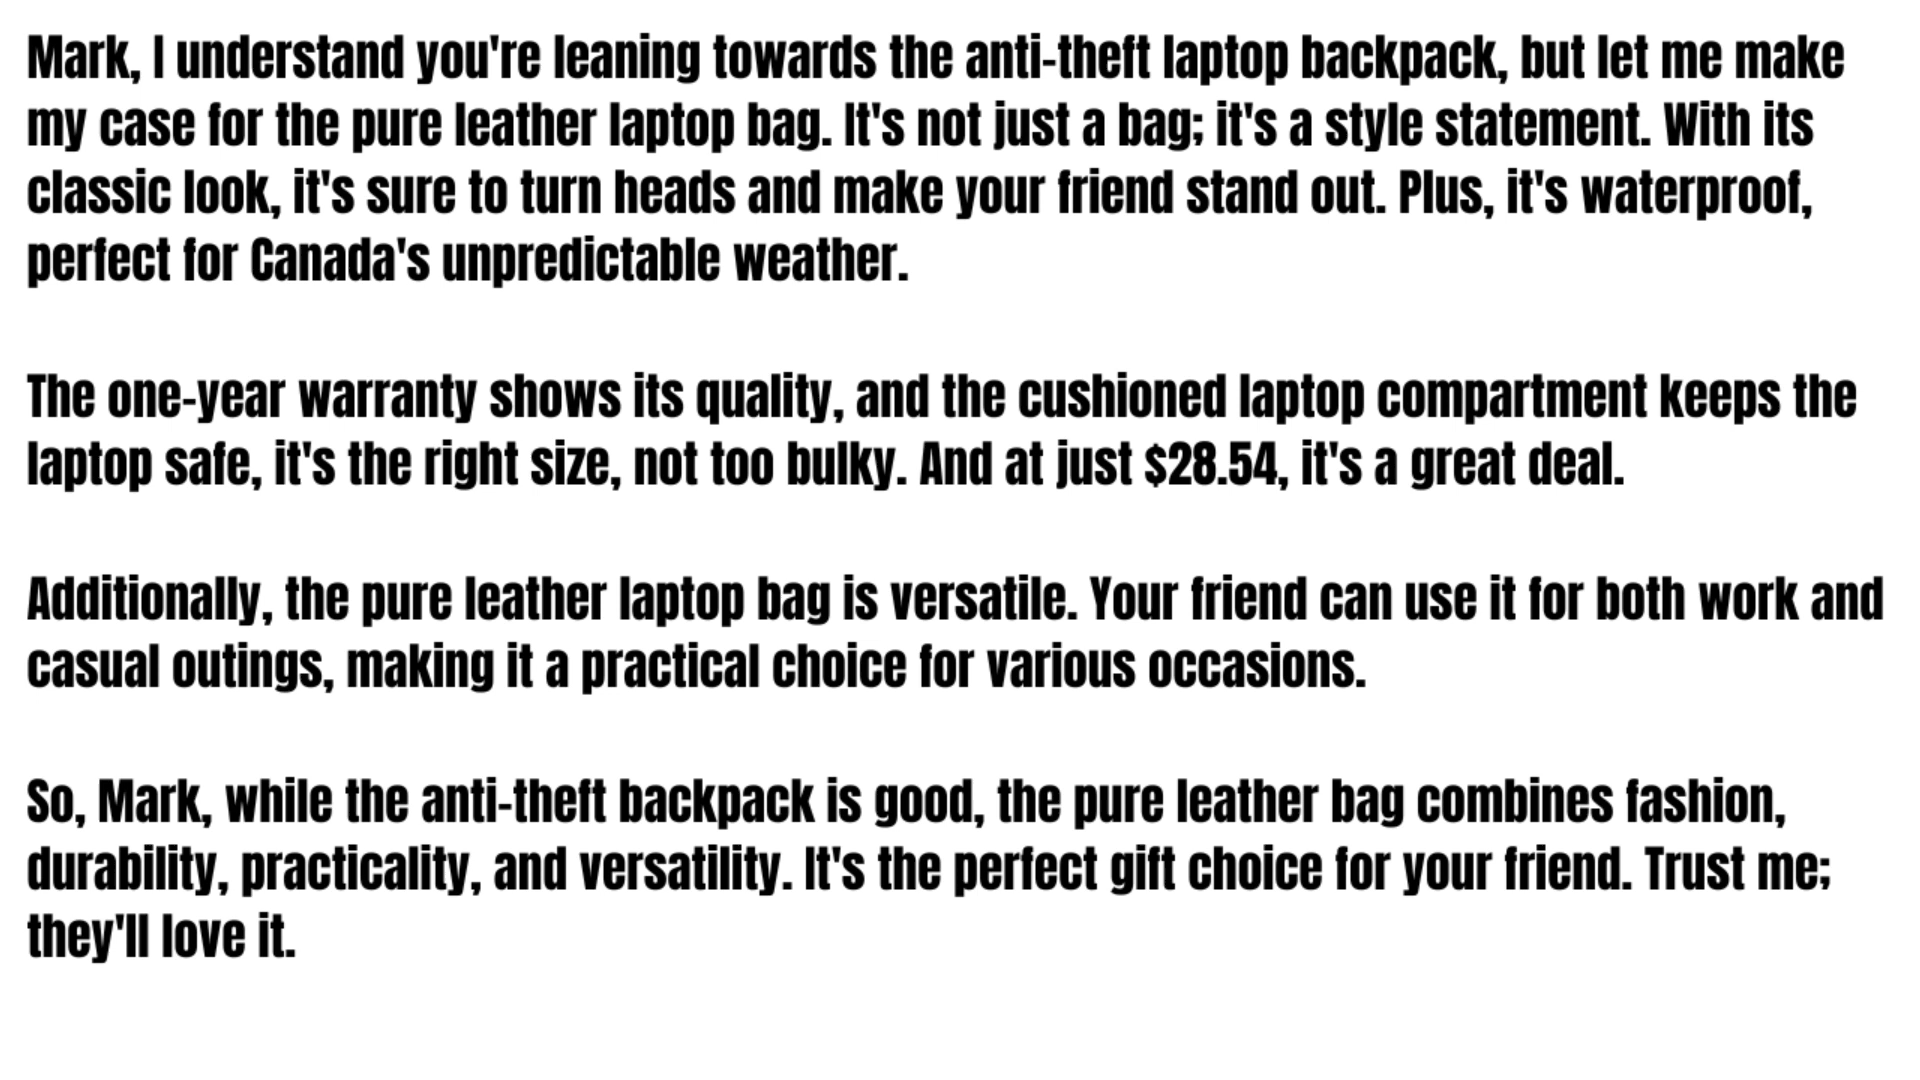 Mark, I understand you're leaning towards the anti-theft laptop backpack, but let me make
my case for the pure leather laptop bag. It's not just a bag; it's a style statement. With its
classic look, it's sure to turn heads and make your friend stand out. Plus, it's waterproof,
perfect for Canada's unpredictable weather.
The one-year warranty shows its quality, and the cushioned laptop compartment keeps the
laptop safe, it's the right size, not too bulky. And at just $28.54, it's a great deal.
Additionally, the pure leather laptop bag is versatile. Your friend can use it for both work and
casual outings, making it a practical choice for various occasions.
So, Mark, while the anti-theft backpack is good, the pure leather bag combines fashion,
durability, practicality, and versatility. It's the perfect gift choice for your friend. Trust me;
they'll love it.